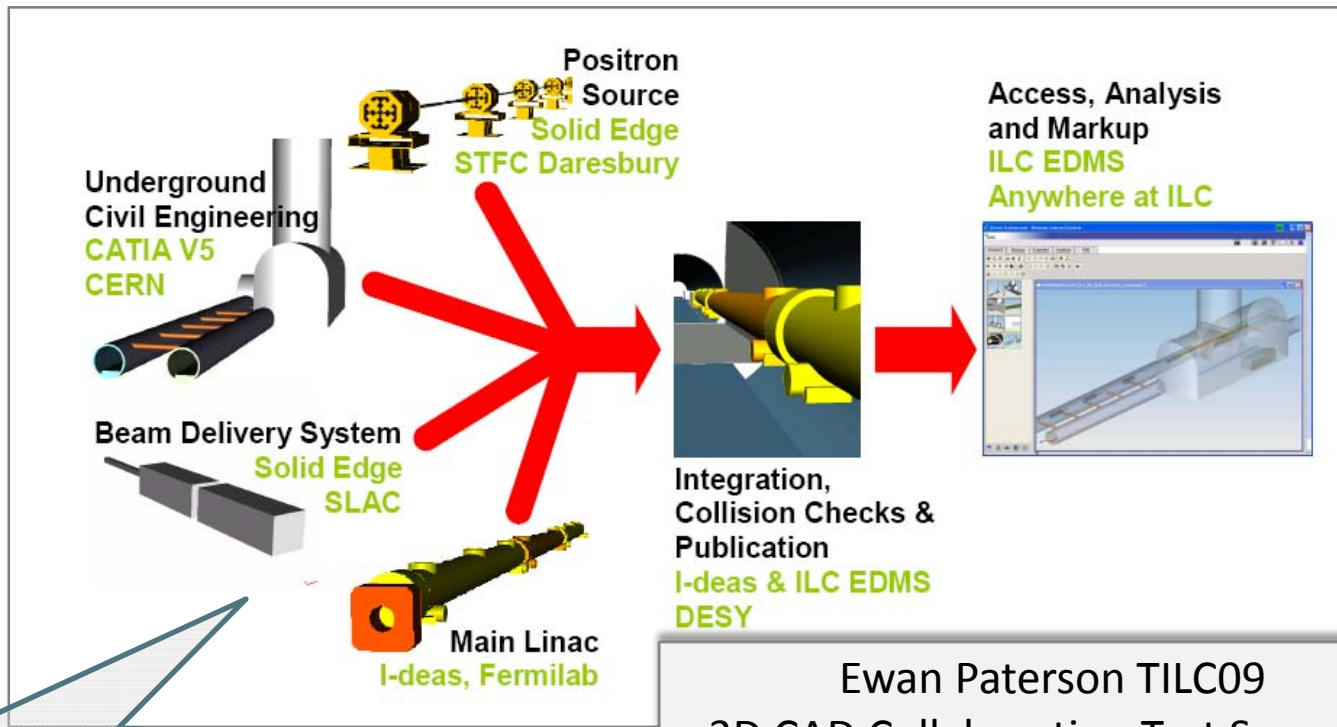 Positron
Source
Solid Edge
STFC Daresbury
Underground
Civil Engineering
CATIA V5
CERN
Beam Delivery System
Solid Edge
SLAC
Main Linac
I-deas, Fermilab
Integration,
Collision Checks &
Publication
I-deas & ILC EDMS
DESY
Access, Analysis
and Markup
ILC EDMS
Anywhere at ILC
Ewan Paterson TILC09